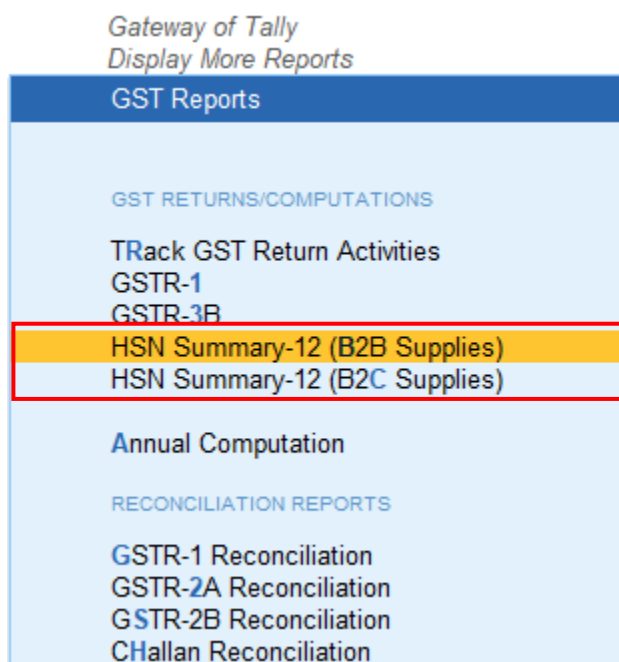 Gateway of Tally
Display More Reports
GST Reports
GST RETURNS/COMPUTATIONS
TRack GST Return Activities
GSTR-1
GSTR-3B
HSN Summary-12 (B2B Supplies)
HSN Summary-12 (B2C Supplies)
Annual Computation
RECONCILIATION REPORTS
GSTR-1 Reconciliation
GSTR-2A Reconciliation
GSTR-2B Reconciliation
CHallan Reconciliation